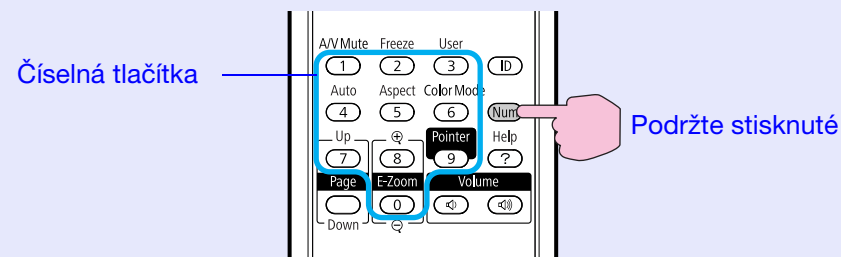 A/V Mute Freeze User
Číselná tlačítka
1 2 3 ID
Auto Aspect Color Mode
4 5 6 Num
Podržte stisknuté
Up Pointer Help
7 8 9 ?
Page E-Zoom Volume
0
Down